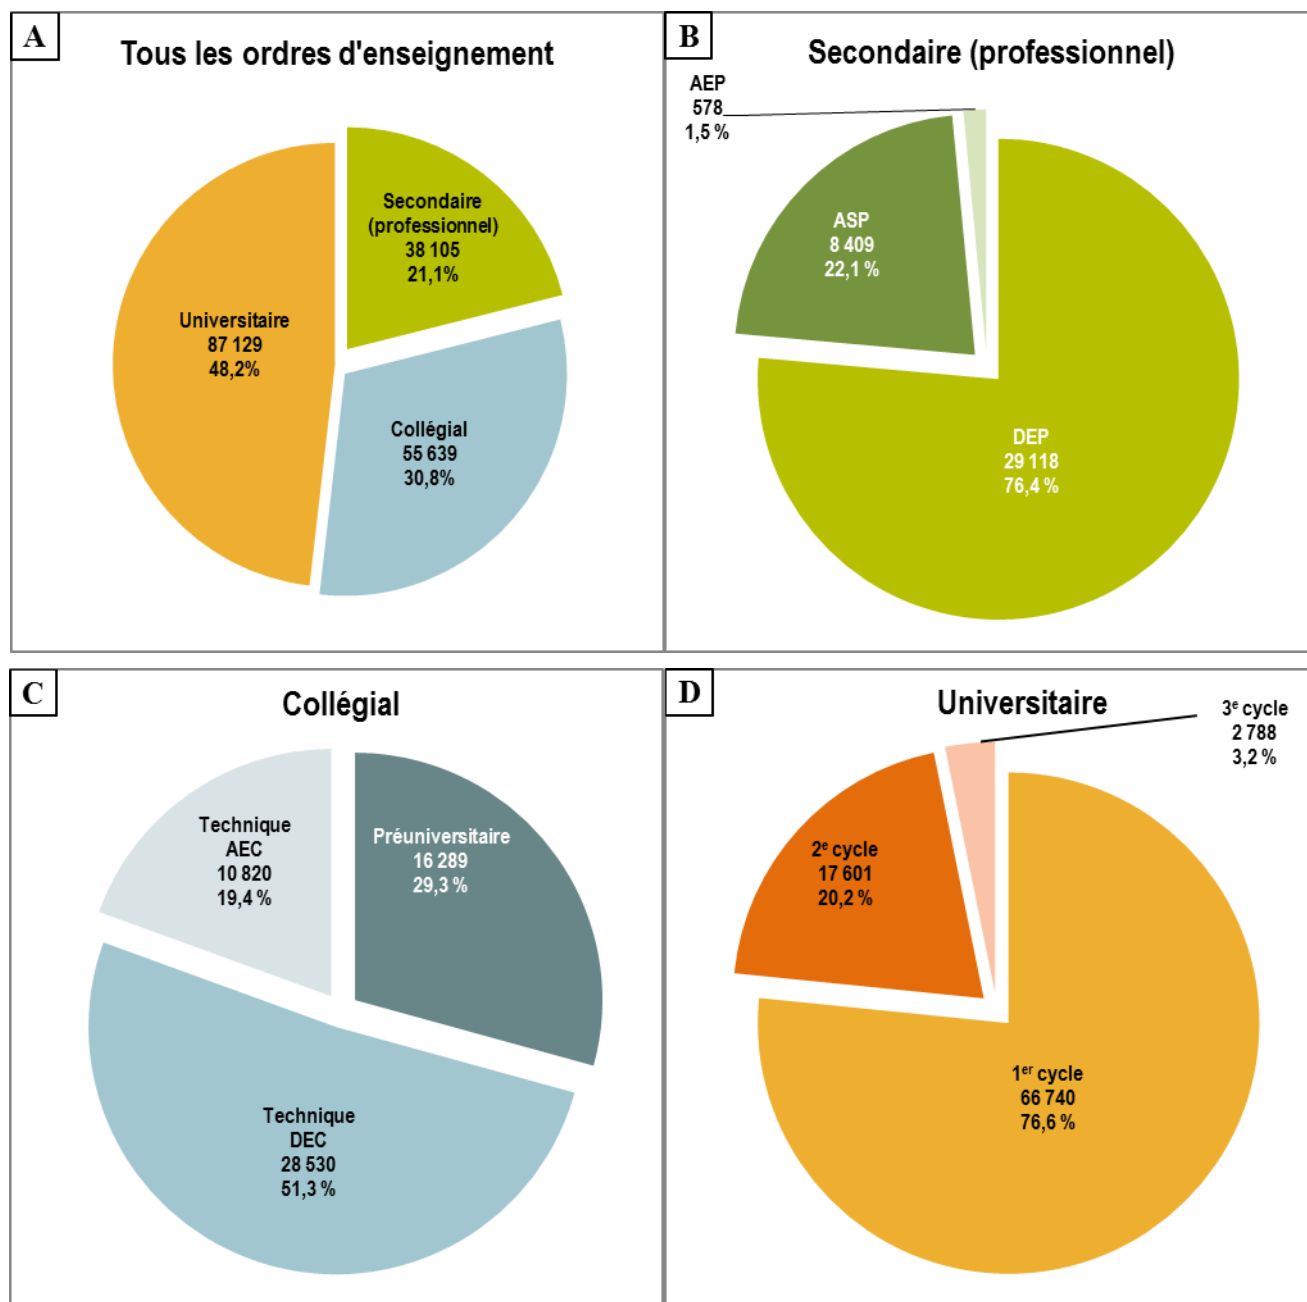 A
Tous les ordres d'enseignement
Secondaire
(professionnel)
38 105
21,1%
Universitaire
87 129
48,2%
Collégial
55 639
30,8%
B
Secondaire (professionnel)
AEP
578
1,5 %
ASP
8 409
22,1 %
DEP
29 118
76,4 %
C
Collégial
Technique
AEC
10 820
19,4 %
Préuniversitaire
16 289
29,3 %
Technique
DEC
28 530
51,3 %
D
Universitaire
3e cycle
2 788
3,2 %
2e cycle
17 601
20,2 %
1er cycle
66 740
76,6 %